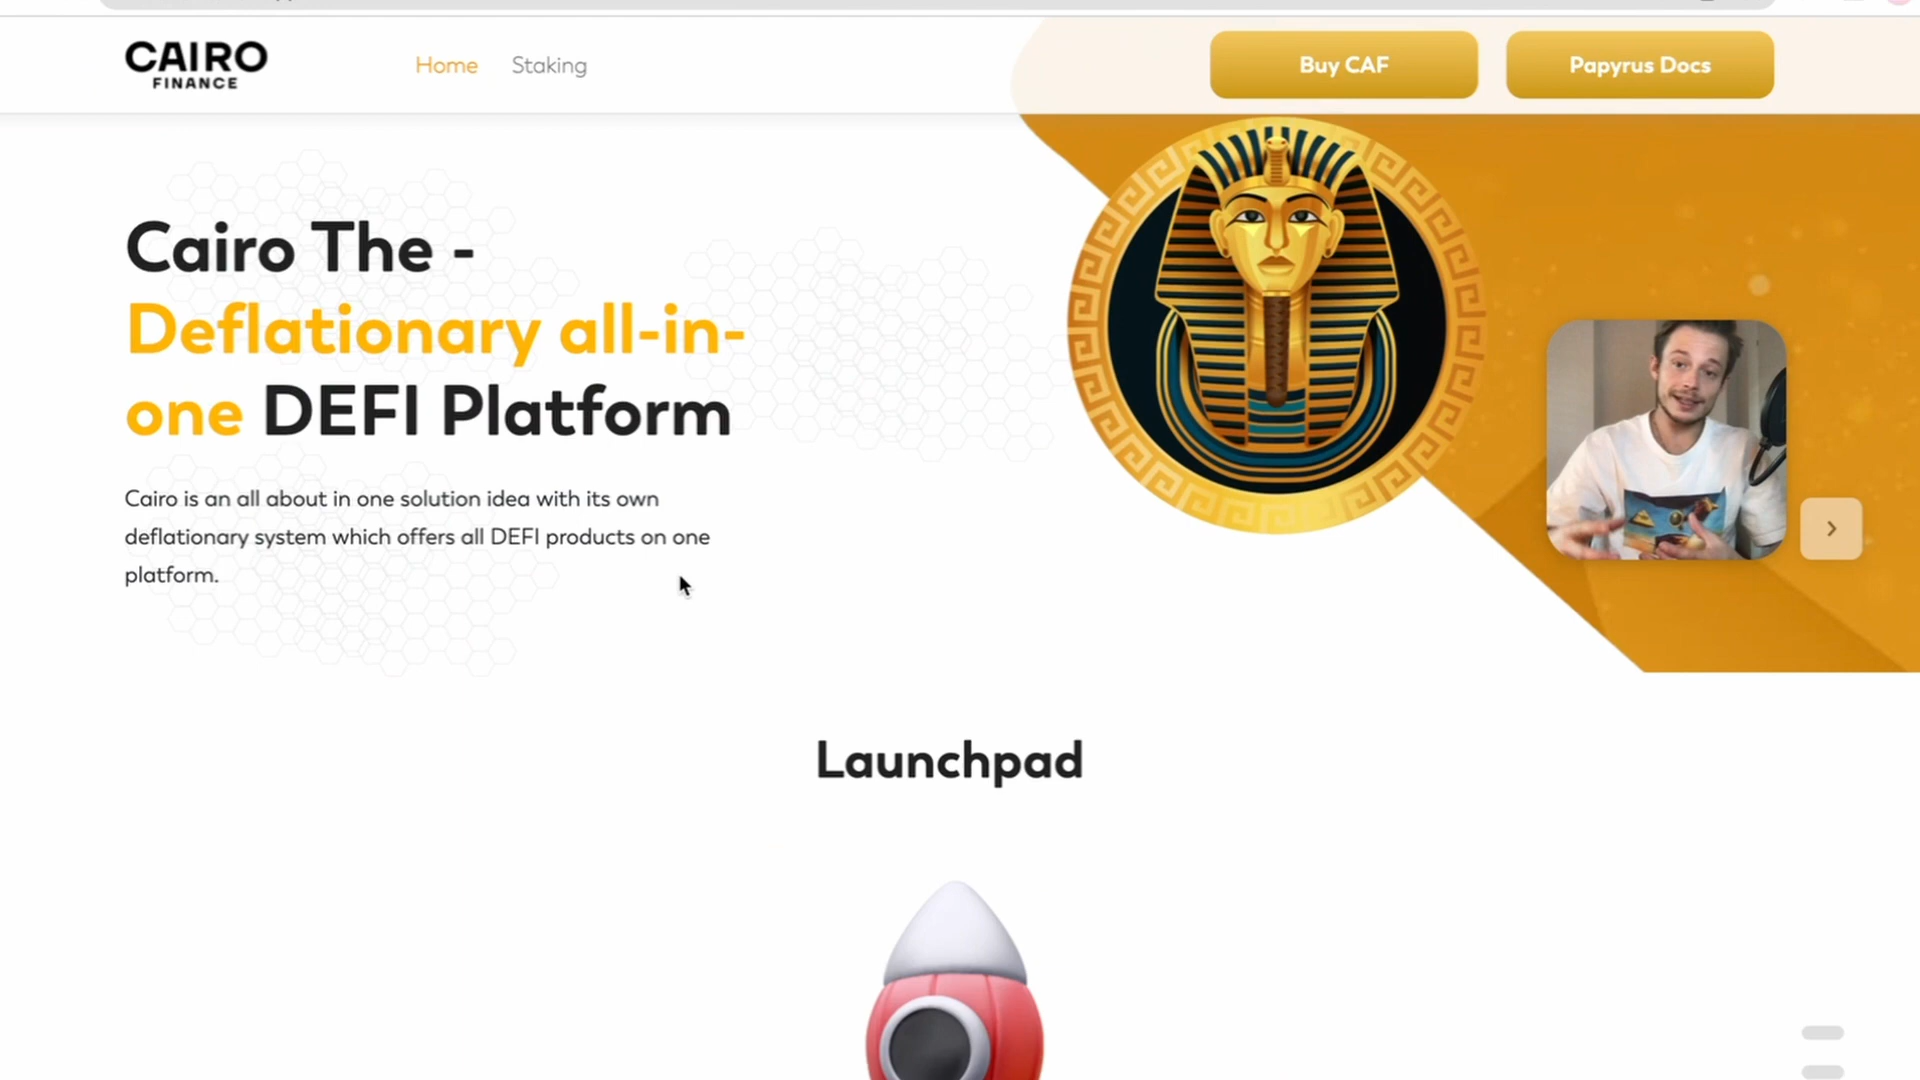 CAIRO
FINANCE
Home
Staking
Buy CAF
Papyrus Docs
Cairo The -
Deflationary all-in-
one DEFI Platform
Cairo is an all about in one solution idea with its own
deflationary system which offers all DEFI products on one
platform.
Launchpad